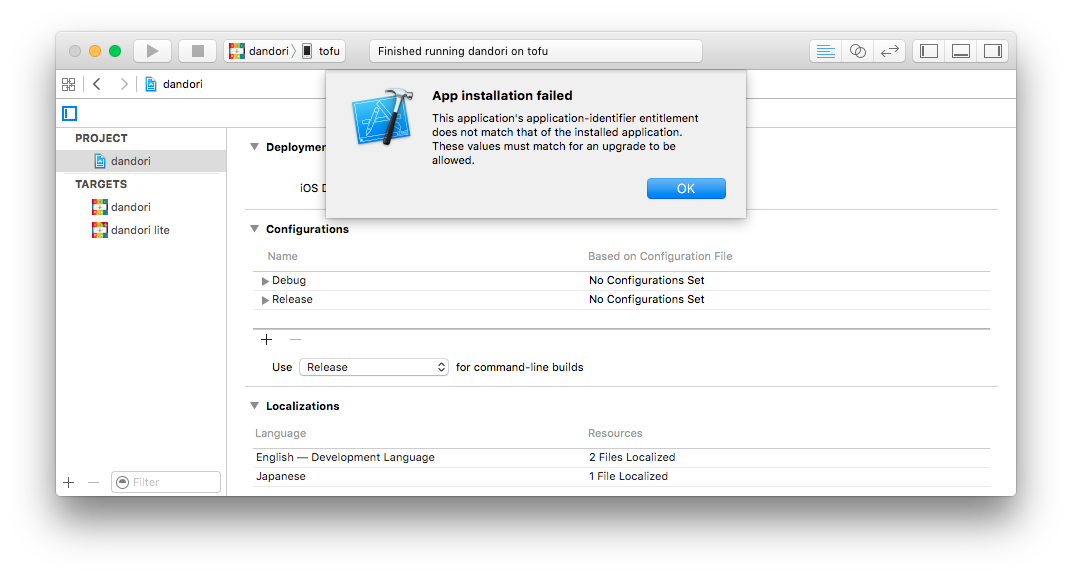 dandori tofu
Finished running dandori on tofu
dandori
App installation failed
This application's application-identifier entitlement
does not match that of the installed application.
These values must match for an upgrade to be
allowed.
OK
PROJECT
dandori
TARGETS
dandori
dandori lite
Filter
Deploymen
iOS D
Configurations
Name Based on Configuration File
Debug No Configurations Set
Release No Configurations Set
Use Release for command-line builds
Localizations
Language Resources
English — Development Language 2 Files Localized
Japanese 1 File Localized